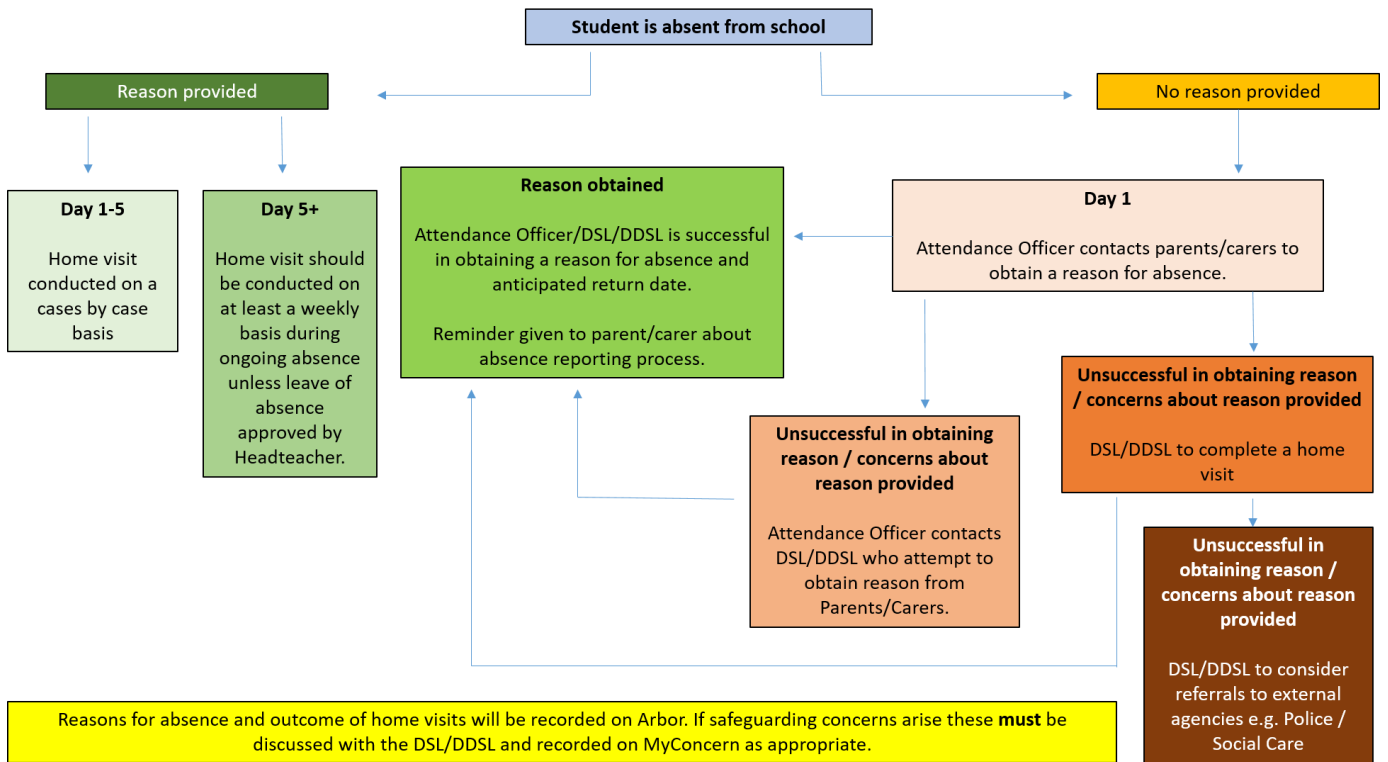 Student is absent from school
Reason provided
No reason provided
Day 1-5
Home visit
conducted on a
cases by case
basis
Day 5+
Home visit should
be conducted on
at least a weekly
basis during
ongoing absence
unless leave of
absence
approved by
Headteacher.
Reason obtained
Attendance Officer/DSL/DDSL is successful
in obtaining a reason for absence and
anticipated return date.
Reminder given to parent/carer about
absence reporting process.
Day 1
Attendance Officer contacts parents/carers to
obtain a reason for absence.
Unsuccessful in obtaining
reason / concerns about
reason provided
Attendance Officer contacts
DSL/DDSL who attempt to
obtain reason from
Parents/Carers.
Unsuccessful in obtaining reason
/ concerns about reason provided
DSL/DDSL to complete a home
visit
Unsuccessful in
obtaining reason /
concerns about reason
provided
DSL/DDSL to consider
referrals to external
agencies e.g. Police /
Social Care
Reasons for absence and outcome of home visits will be recorded on Arbor. If safeguarding concerns arise these must be
discussed with the DSL/DDSL and recorded on MyConcern as appropriate.